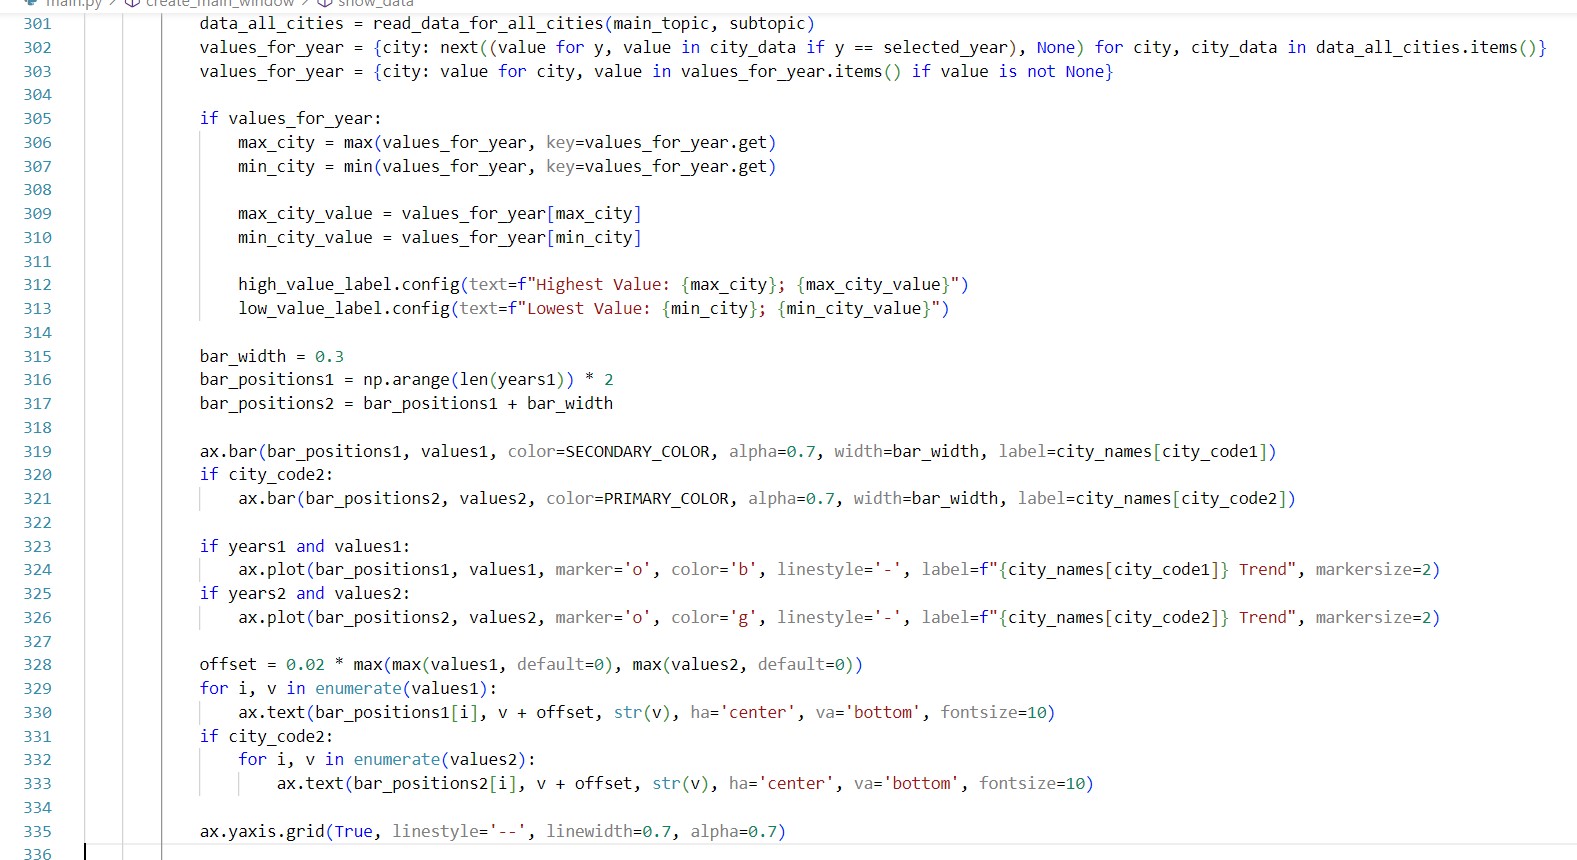 main.py > create_main_window > show_data
301 data_all_cities = read_data_for_all_cities(main_topic, subtopic)
302 values_for_year = {city: next((value for y, value in city_data if y == selected_year), None) for city, city_data in data_all_cities.items()}
303 values_for_year = {city: value for city, value in values_for_year.items() if value is not None}
304
305 if values_for_year:
306 max_city = max(values_for_year, key=values_for_year.get)
307 min_city = min(values_for_year, key=values_for_year.get)
308
309 max_city_value = values_for_year[max_city]
310 min_city_value = values_for_year[min_city]
311
312 high_value_label.config(text=f"Highest Value: {max_city}; {max_city_value}")
313 low_value_label.config(text=f"Lowest Value: {min_city}; {min_city_value}")
314
315 bar_width = 0.3
316 bar_positions1 = np.arange(len(years1)) * 2
317 bar_positions2 = bar_positions1 + bar_width
318
319 ax.bar(bar_positions1, values1, color=SECONDARY_COLOR, alpha=0.7, width=bar_width, label=city_names[city_code1])
320 if city_code2:
321 ax.bar(bar_positions2, values2, color=PRIMARY_COLOR, alpha=0.7, width=bar_width, label=city_names[city_code2])
322
323 if years1 and values1:
324 ax.plot(bar_positions1, values1, marker='o', color='b', linestyle='-', label=f"{city_names[city_code1]} Trend", markersize=2)
325 if years2 and values2:
326 ax.plot(bar_positions2, values2, marker='o', color='g', linestyle='-', label=f"{city_names[city_code2]} Trend", markersize=2)
327
328 offset = 0.02 * max(max(values1, default=0), max(values2, default=0))
329 for i, v in enumerate(values1):
330 ax.text(bar_positions1[i], v + offset, str(v), ha='center', va='bottom', fontsize=10)
331 if city_code2:
332 for i, v in enumerate(values2):
333 ax.text(bar_positions2[i], v + offset, str(v), ha='center', va='bottom', fontsize=10)
334
335 ax.yaxis.grid(True, linestyle='--', linewidth=0.7, alpha=0.7)
336